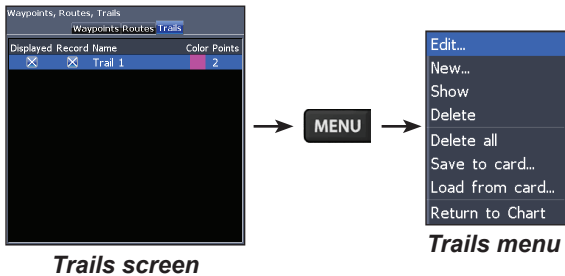 Waypoints, Routes, Trails
Waypoints Routes Trails
Displayed Record Name Color Points
Trail 1 2
Trails screen
MENU
Edit...
New...
Show
Delete
Delete all
Save to card...
Load from card...
Return to Chart
Trails menu